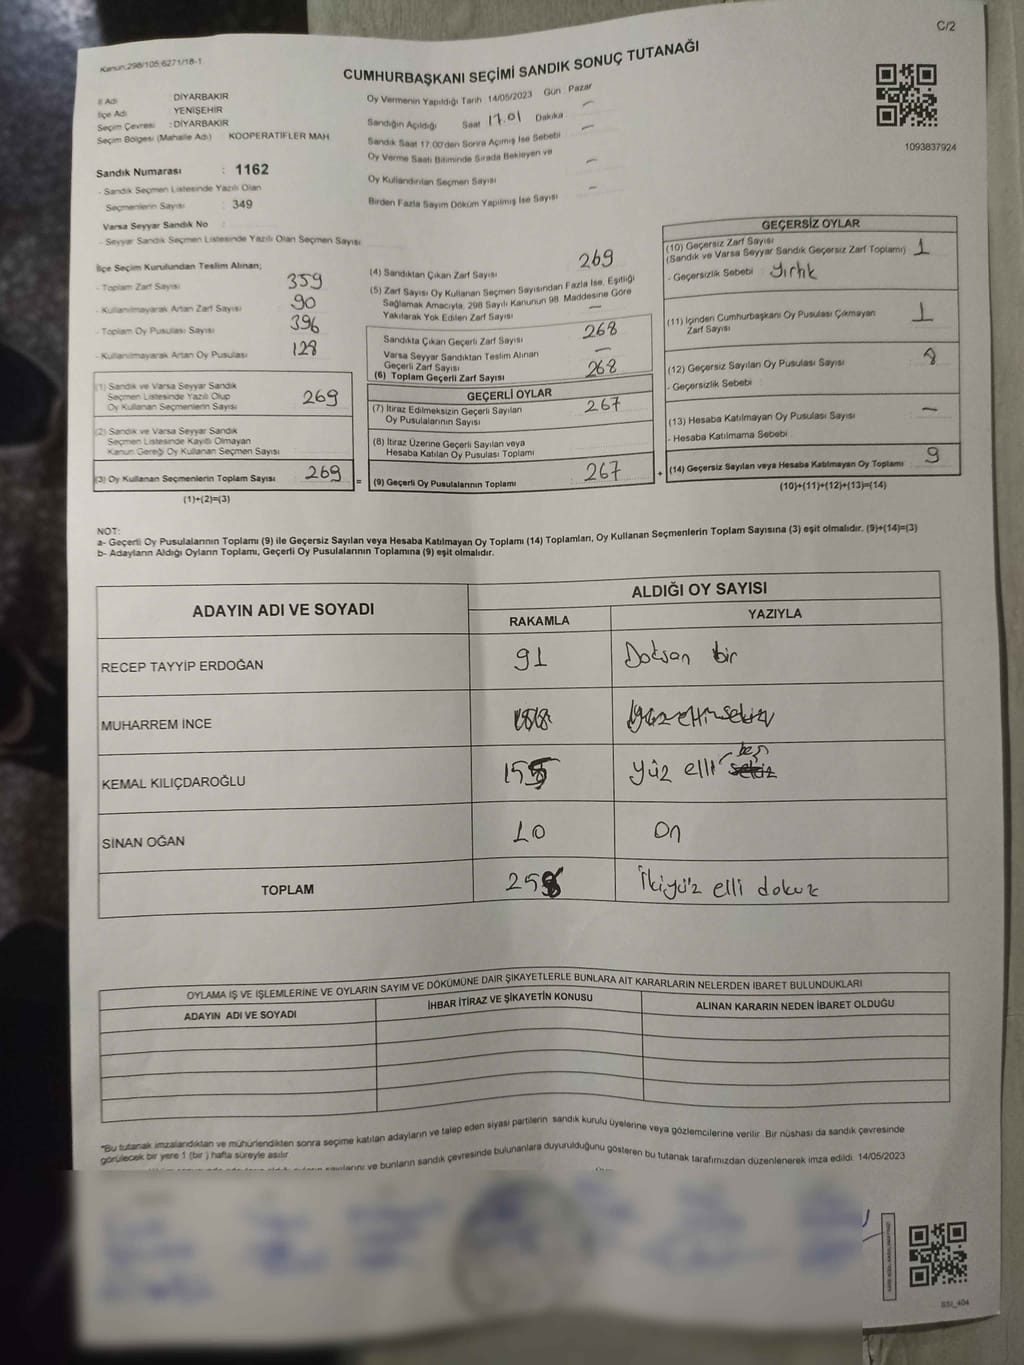 C/2
Kanun:298/105;6271/18-1
CUMHURBAŞKANI SEÇİMİ SANDIK SONUÇ TUTANAĞI
1093837924
İl Adı : DİYARBAKIR
İlçe Adı : YENİŞEHİR
Seçim Çevresi : DİYARBAKIR
Seçim Bölgesi (Mahalle Adı) : KOOPERATİFLER MAH.
Sandık Numarası : 1162
- Sandık Seçmen Listesinde Yazılı Olan
Seçmenlerin Sayısı : 349
Varsa Seyyar Sandık No :
- Seyyar Sandık Seçmen Listesinde Yazılı Olan Seçmen Sayısı
Oy Vermenin Yapıldığı Tarih 14/05/2023 Gün : Pazar
Sandığın Açıldığı Saat 17.01 Dakika —
Sandık Saat 17:00'den Sonra Açılmış İse Sebebi —
Oy Verme Saati Bitiminde Sırada Bekleyen ve
Oy Kullandırılan Seçmen Sayısı —
Birden Fazla Sayım Döküm Yapılmış İse Sayısı —
İlçe Seçim Kurulundan Teslim Alınan;
- Toplam Zarf Sayısı 359
- Kullanılmayarak Artan Zarf Sayısı 90
- Toplam Oy Pusulası Sayısı 396
- Kullanılmayarak Artan Oy Pusulası 128
(1) Sandık ve Varsa Seyyar Sandık
Seçmen Listesinde Yazılı Olup
Oy Kullanan Seçmenlerin Sayısı 269
(2) Sandık ve Varsa Seyyar Sandık
Seçmen Listesinde Kayıtlı Olmayan
Kanun Gereği Oy Kullanan Seçmen Sayısı
(3) Oy Kullanan Seçmenlerin Toplam Sayısı 269 =
(1)+(2)=(3)
(4) Sandıktan Çıkan Zarf Sayısı 269
(5) Zarf Sayısı Oy Kullanan Seçmen Sayısından Fazla İse, Eşitliği
Sağlamak Amacıyla, 298 Sayılı Kanunun 98. Maddesine Göre
Yakılarak Yok Edilen Zarf Sayısı —
Sandıkta Çıkan Geçerli Zarf Sayısı 268
Varsa Seyyar Sandıktan Teslim Alınan
Geçerli Zarf Sayısı —
(6) Toplam Geçerli Zarf Sayısı 268
GEÇERLİ OYLAR
(7) İtiraz Edilmeksizin Geçerli Sayılan
Oy Pusulalarının Sayısı 267
(8) İtiraz Üzerine Geçerli Sayılan veya
Hesaba Katılan Oy Pusulası Toplamı
(9) Geçerli Oy Pusulalarının Toplamı 267 +
GEÇERSİZ OYLAR
(10) Geçersiz Zarf Sayısı
(Sandık ve Varsa Seyyar Sandık Geçersiz Zarf Toplamı) 1
- Geçersizlik Sebebi : Yırtık
(11) İçinden Cumhurbaşkanı Oy Pusulası Çıkmayan
Zarf Sayısı 1
(12) Geçersiz Sayılan Oy Pusulası Sayısı 8
- Geçersizlik Sebebi :
(13) Hesaba Katılmayan Oy Pusulası Sayısı —
- Hesaba Katılmama Sebebi :
(14) Geçersiz Sayılan veya Hesaba Katılmayan Oy Toplamı 9
(10)+(11)+(12)+(13)=(14)
NOT:
a- Geçerli Oy Pusulalarının Toplamı (9) ile Geçersiz Sayılan veya Hesaba Katılmayan Oy Toplamı (14) Toplamları, Oy Kullanan Seçmenlerin Toplam Sayısına (3) eşit olmalıdır. (9)+(14)=(3)
b- Adayların Aldığı Oyların Toplamı, Geçerli Oy Pusulalarının Toplamına (9) eşit olmalıdır.
ADAYIN ADI VE SOYADI
ALDIĞI OY SAYISI
RAKAMLA YAZIYLA
RECEP TAYYİP ERDOĞAN 91 Doksan bir
MUHARREM İNCE
KEMAL KILIÇDAROĞLU 155 Yüz elli beş
SİNAN OĞAN 10 On
TOPLAM İkiyüz elli dokuz
OYLAMA İŞ VE İŞLEMLERİNE VE OYLARIN SAYIM VE DÖKÜMÜNE DAİR ŞİKAYETLERLE BUNLARA AİT KARARLARIN NELERDEN İBARET BULUNDUKLARI
ADAYIN ADI VE SOYADI İHBAR İTİRAZ VE ŞİKAYETİN KONUSU ALINAN KARARIN NEDEN İBARET OLDUĞU
"Bu tutanak imzalandıktan ve mühürlendikten sonra seçime katılan adayların ve talep eden siyasi partilerin sandık kurulu üyelerine veya gözlemcilerine verilir. Bir nüshası da sandık çevresinde
görülecek bir yere 1 (bir) hafta süreyle asılır.
sayılarını ve bunların sandık çevresinde bulunanlara duyurulduğunu gösteren bu tutanak tarafımızdan düzenlenerek imza edildi. 14/05/2023
SSI_404